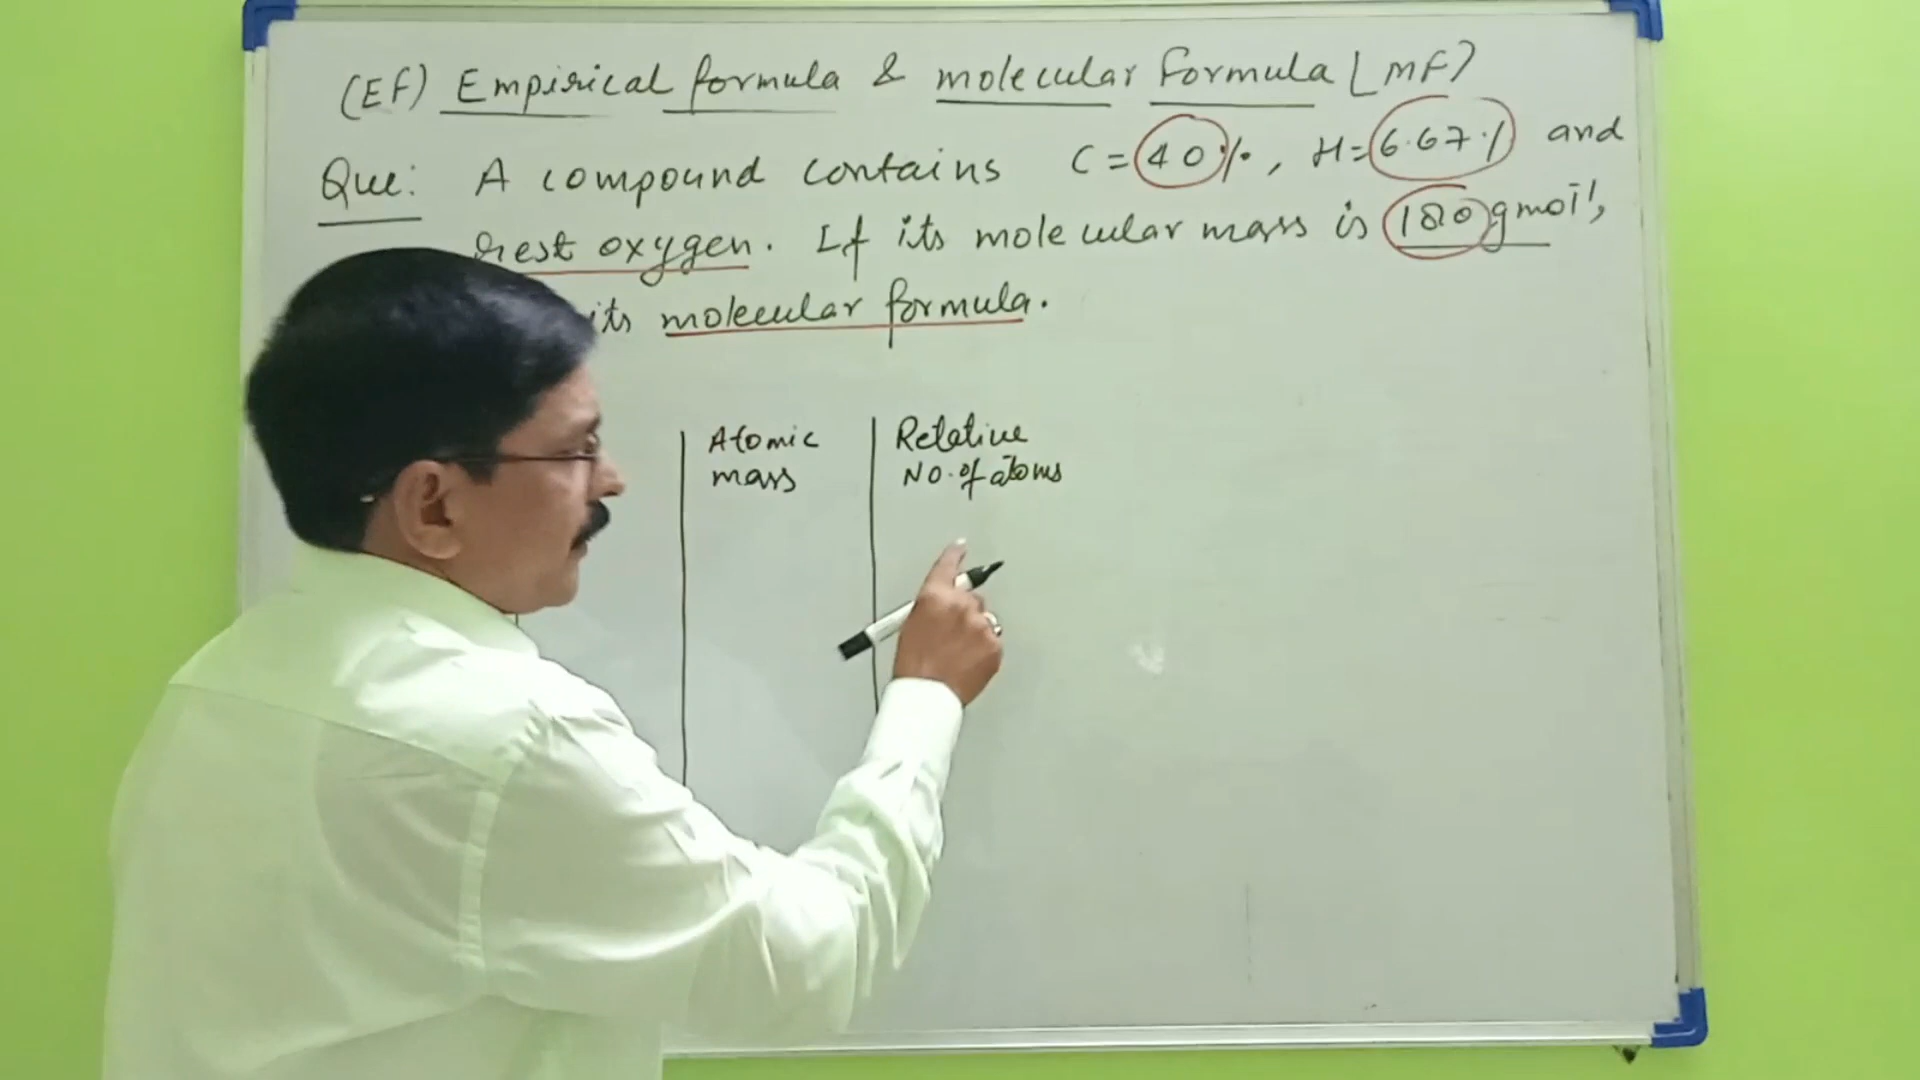 (EF) Empirical formula & molecular Formula (MF)
Que: A compound contains C = 40%, H = 6.67% and
rest oxygen. If its molecular mass is 180 gmol⁻¹,
its molecular formula.
Atomic mass
Relative No. of atoms